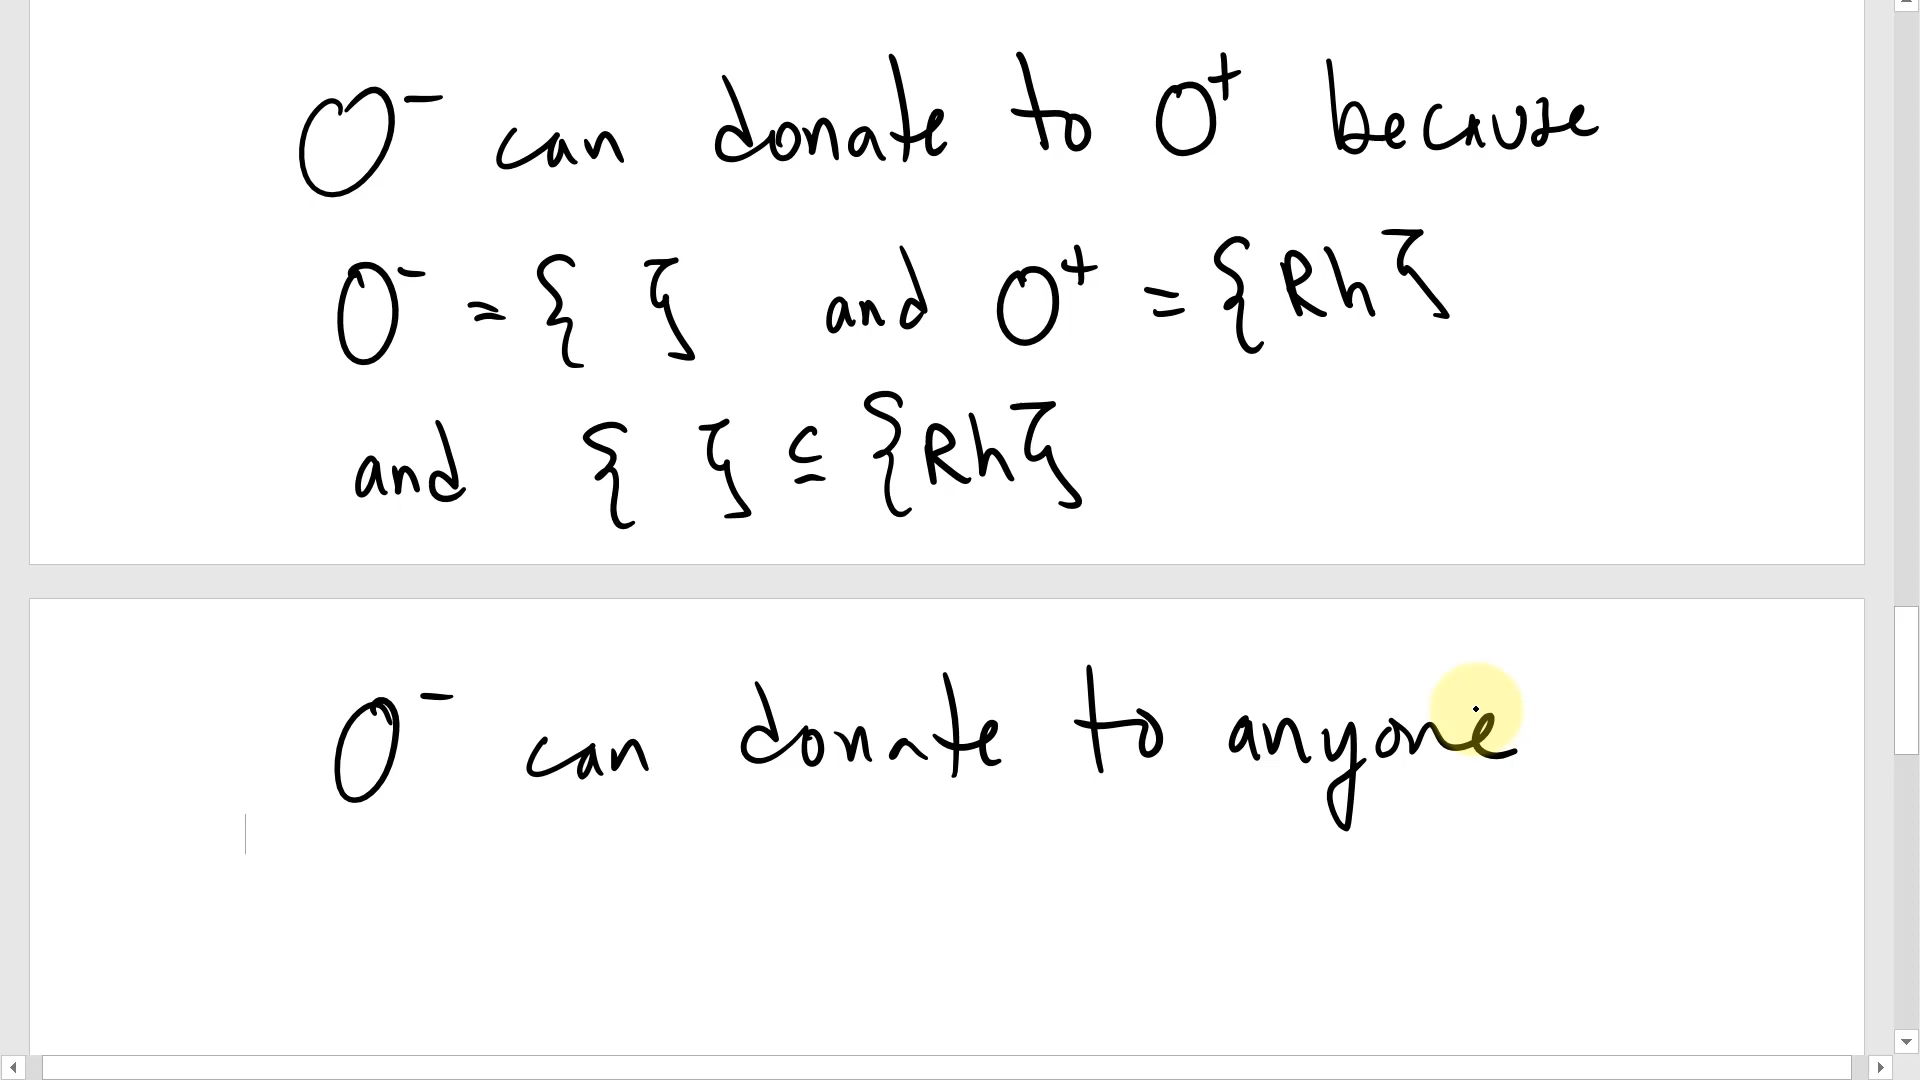 O⁻ can donate to O⁺ because
O⁻ = { } and O⁺ = {Rh}
and { } ⊆ {Rh}
O⁻ can donate to anyone